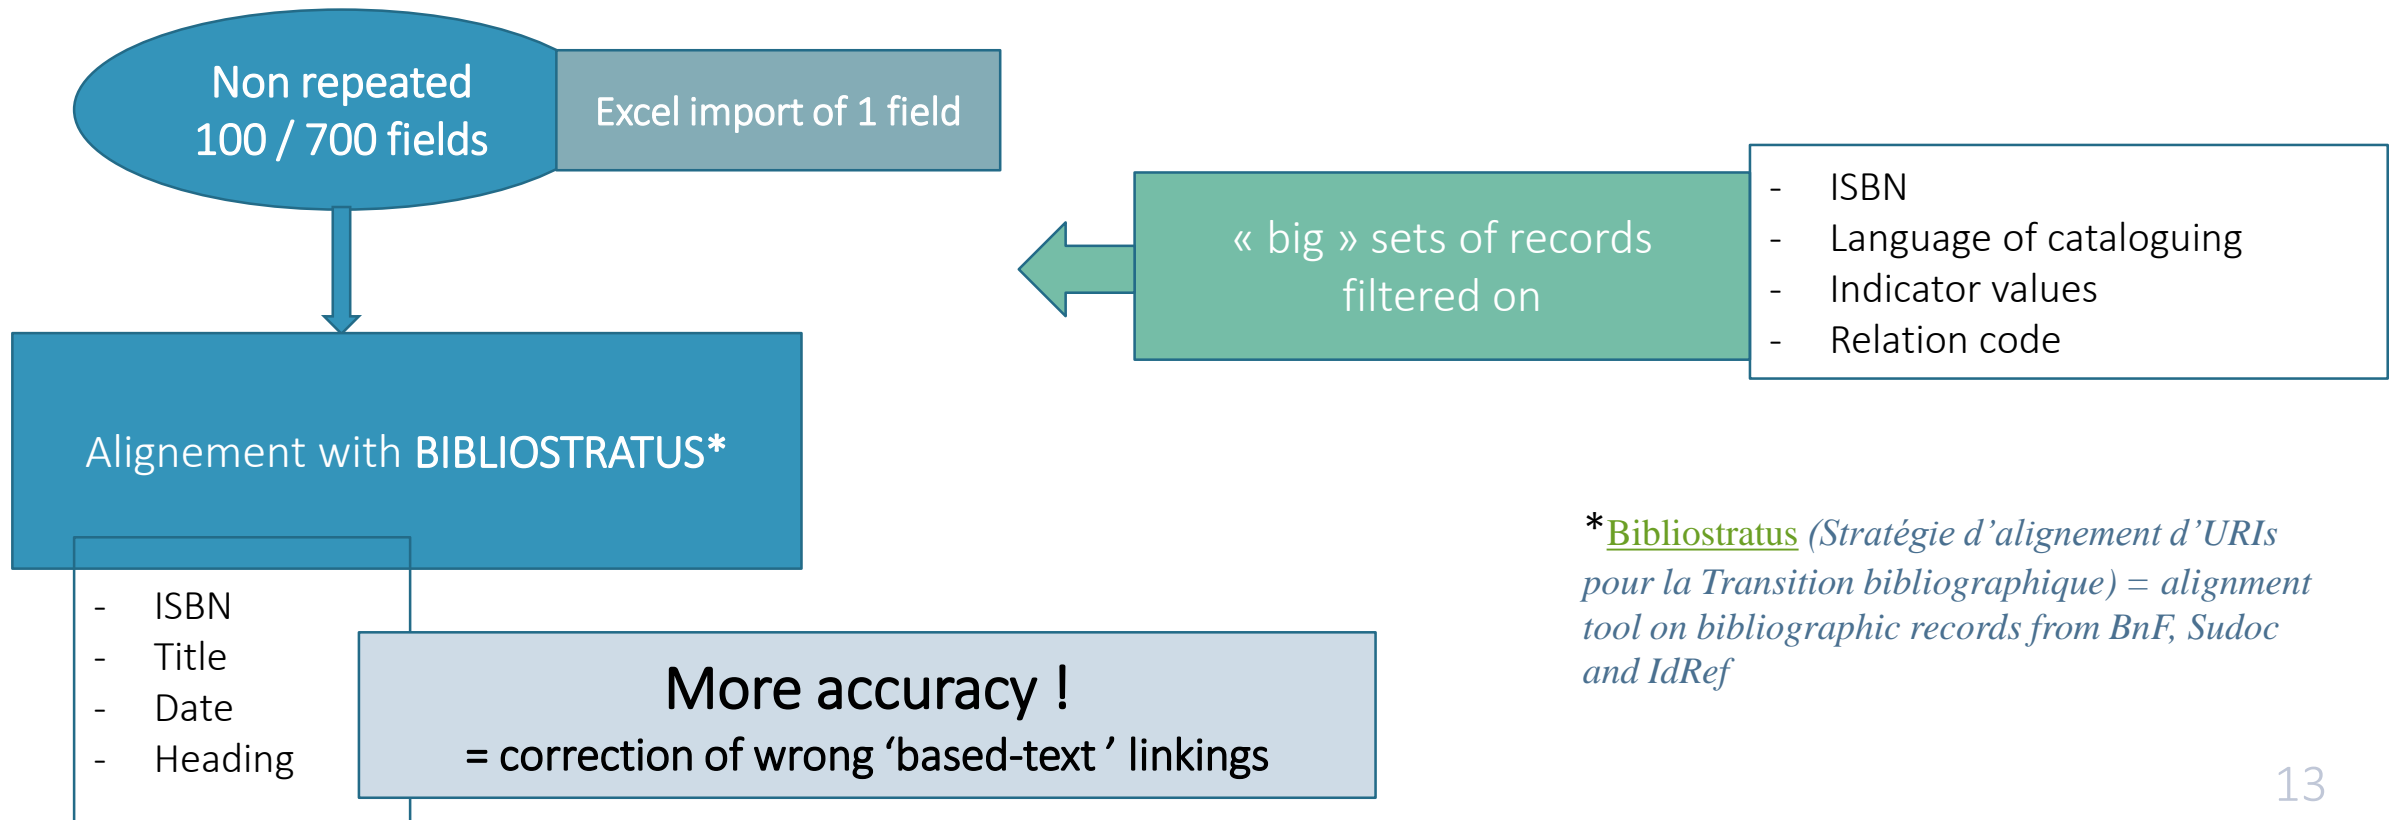 Non repeated
100 / 700 fields
Excel import of 1 field
« big » sets of records
filtered on
- ISBN
- Language of cataloguing
- Indicator values
- Relation code
Alignement with BIBLIOSTRATUS*
- ISBN
- Title
- Date
- Heading
More accuracy !
= correction of wrong ‘based-text ’ linkings
*Bibliostratus (Stratégie d’alignement d’URIs
pour la Transition bibliographique) = alignment
tool on bibliographic records from BnF, Sudoc
and IdRef
13